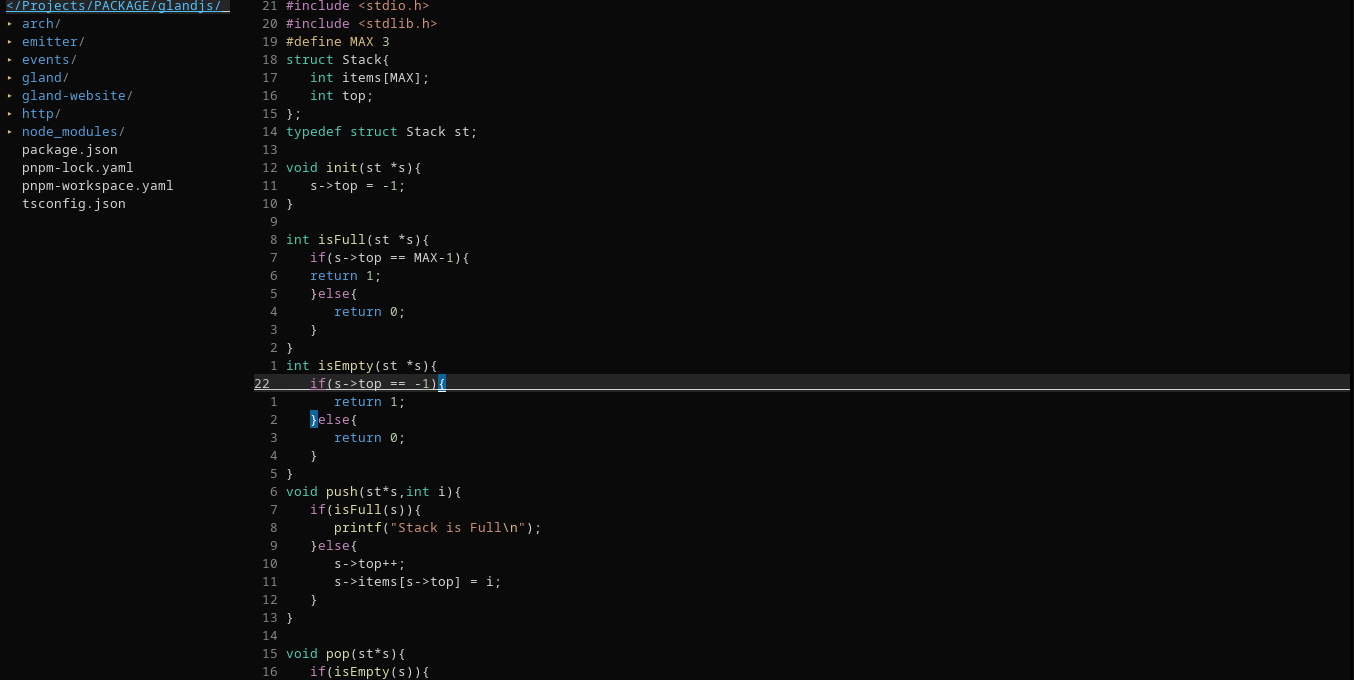 </Projects/PACKAGE/glandjs/
▸ arch/
▸ emitter/
▸ events/
▸ gland/
▸ gland-website/
▸ http/
▸ node_modules/
package.json
pnpm-lock.yaml
pnpm-workspace.yaml
tsconfig.json
21 #include <stdio.h>
20 #include <stdlib.h>
19 #define MAX 3
18 struct Stack{
17    int items[MAX];
16    int top;
15 };
14 typedef struct Stack st;
13
12 void init(st *s){
11    s->top = -1;
10 }
9
8 int isFull(st *s){
7    if(s->top == MAX-1){
6    return 1;
5    }else{
4       return 0;
3    }
2 }
1 int isEmpty(st *s){
22    if(s->top == -1){
1       return 1;
2    }else{
3       return 0;
4    }
5 }
6 void push(st*s,int i){
7    if(isFull(s)){
8       printf("Stack is Full\n");
9    }else{
10       s->top++;
11       s->items[s->top] = i;
12    }
13 }
14
15 void pop(st*s){
16    if(isEmpty(s)){